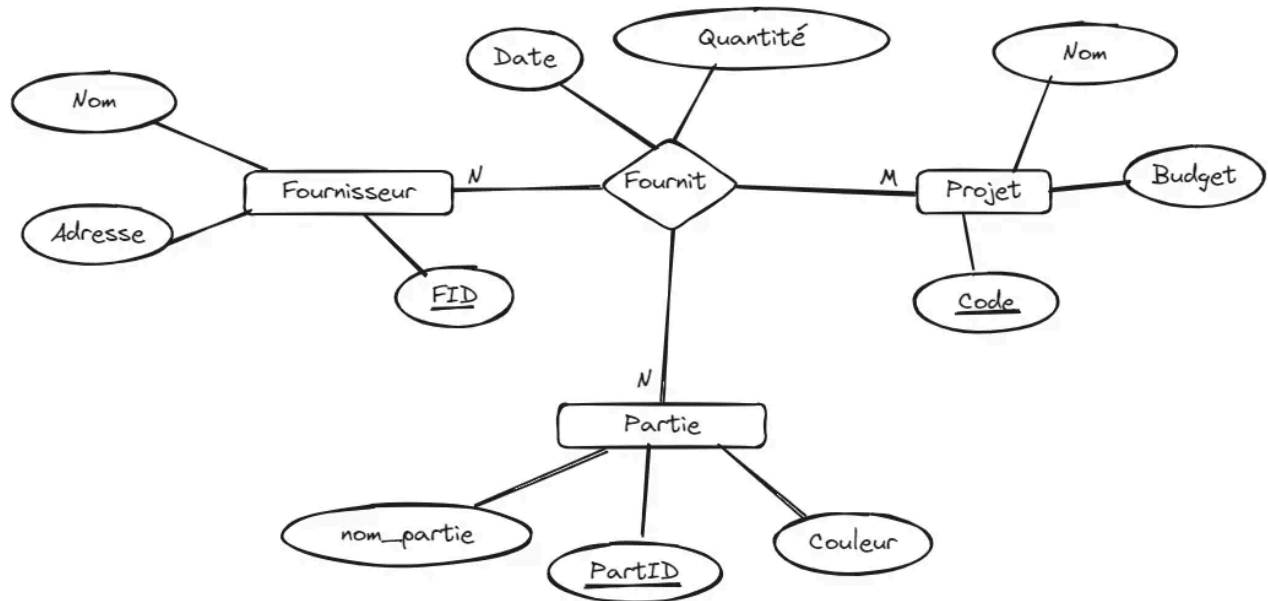 Quantité
Date
Nom
Nom
Fournisseur
N
Fournit
M
Projet
Budget
Adresse
FID
Code
N
Partie
nom_partie
PartID
Couleur